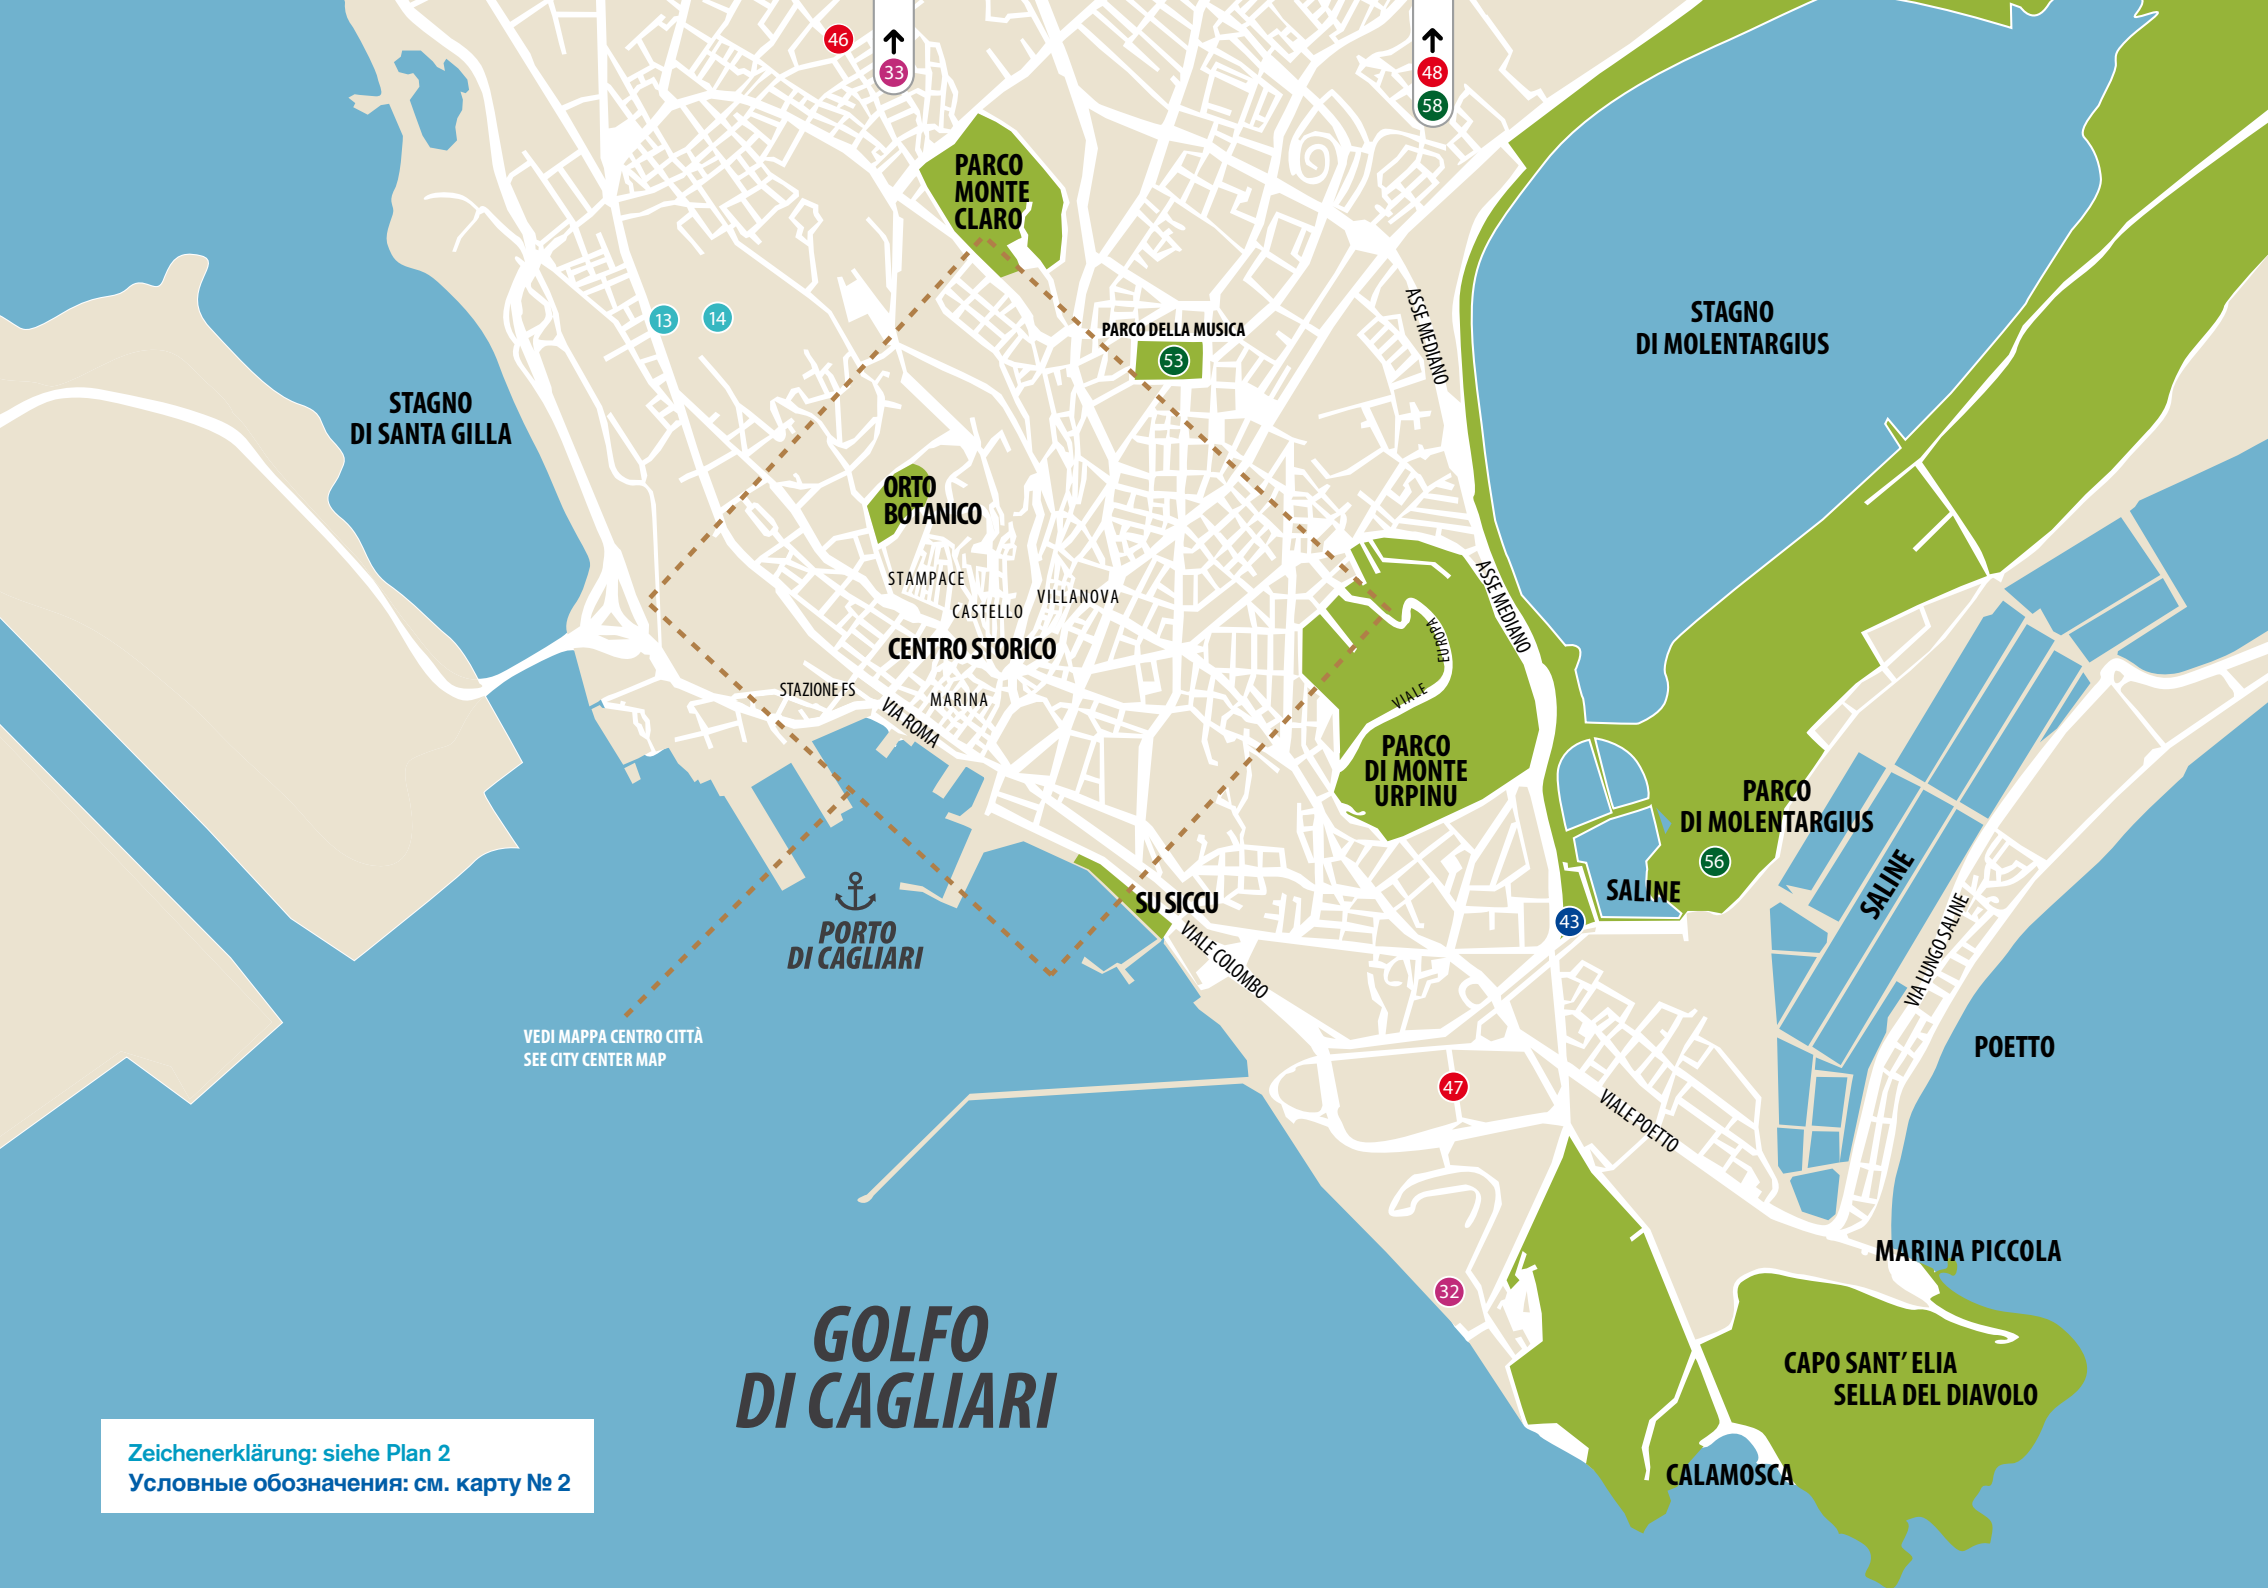 46
33
48
58
PARCO
MONTE
CLARO
13
14
PARCO DELLA MUSICA
53
ASSE MEDIANO
STAGNO
DI MOLENTARGIUS
STAGNO
DI SANTA GILLA
ORTO
BOTANICO
STAMPACE
CASTELLO
VILLANOVA
CENTRO STORICO
STAZIONE FS
MARINA
VIA ROMA
ASSE MEDIANO
VIALE
EUROPA
PARCO
DI MONTE
URPINU
PARCO
DI MOLENTARGIUS
56
SALINE
SALINE
43
SU SICCU
VIALE COLOMBO
VIA LUNGO SALINE
PORTO
DI CAGLIARI
VEDI MAPPA CENTRO CITTÀ
SEE CITY CENTER MAP
POETTO
47
VIALE POETTO
MARINA PICCOLA
32
GOLFO
DI CAGLIARI
CAPO SANT' ELIA
SELLA DEL DIAVOLO
CALAMOSCA
Zeichenerklärung: siehe Plan 2
Условные обозначения: см. карту № 2